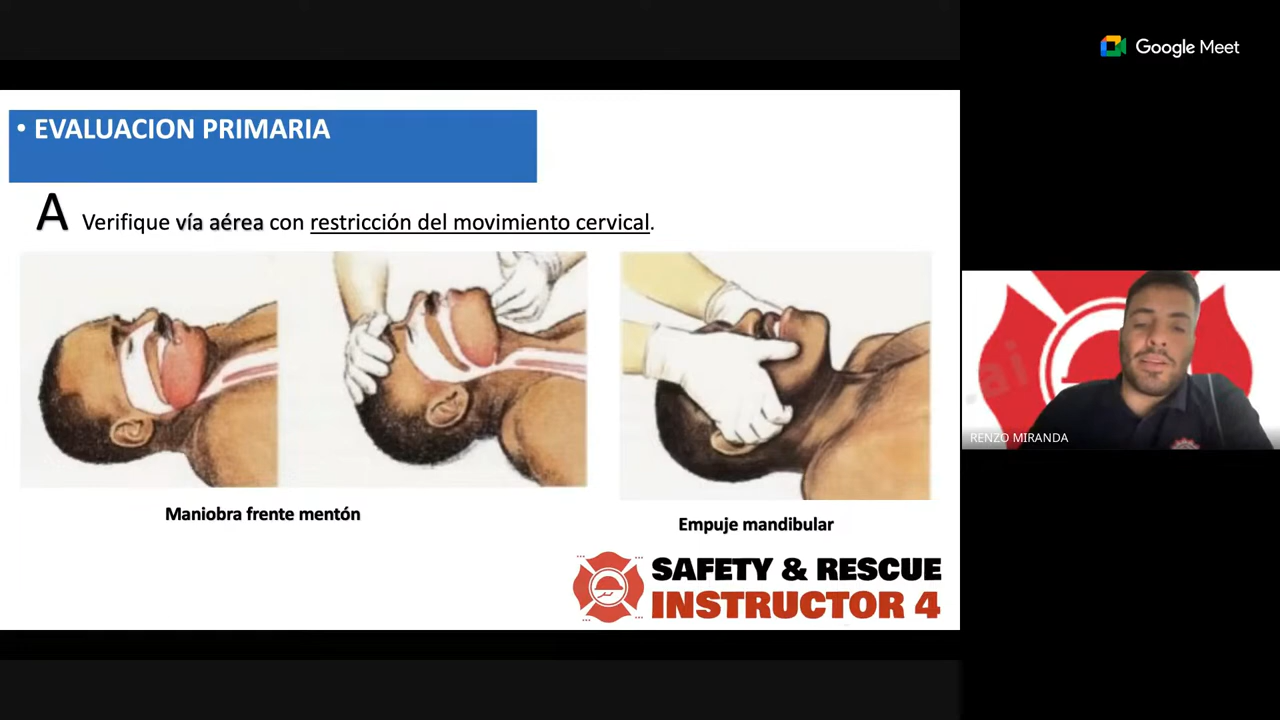 Google Meet
• EVALUACION PRIMARIA
A Verifique vía aérea con restricción del movimiento cervical.
Maniobra frente mentón
Empuje mandibular
SAFETY & RESCUE
INSTRUCTOR 4
RENZO MIRANDA